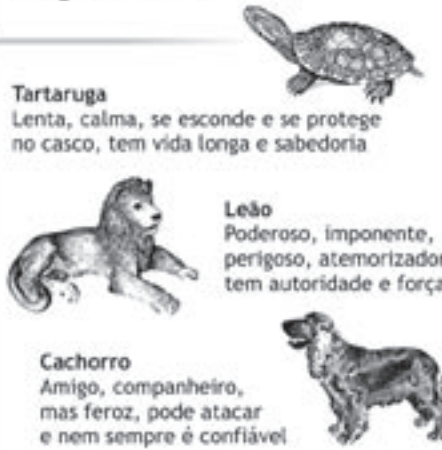 Tartaruga
Lenta, calma, se esconde e se protege
no casco, tem vida longa e sabedoria
Leão
Poderoso, imponente,
perigoso, atemorizador
tem autoridade e força
Cachorro
Amigo, companheiro,
mas feroz, pode atacar
e nem sempre é confiável